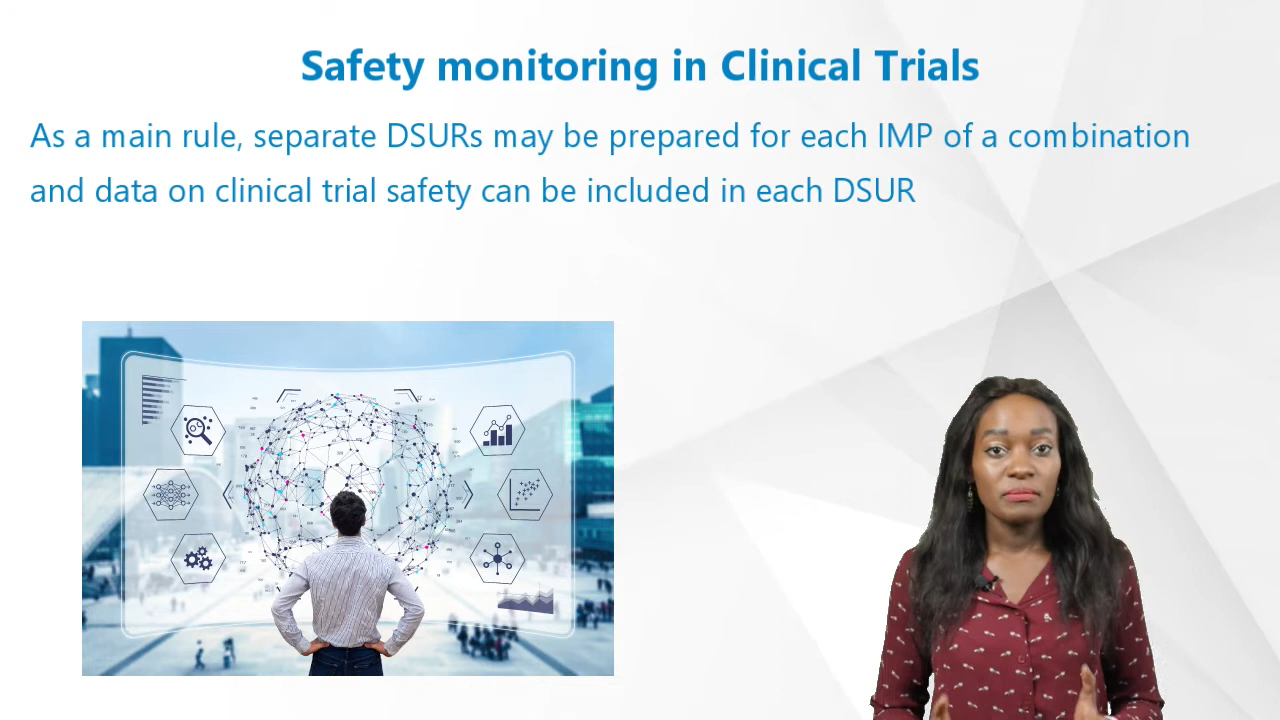 Safety monitoring in Clinical Trials
As a main rule, separate DSURs may be prepared for each IMP of a combination
and data on clinical trial safety can be included in each DSUR